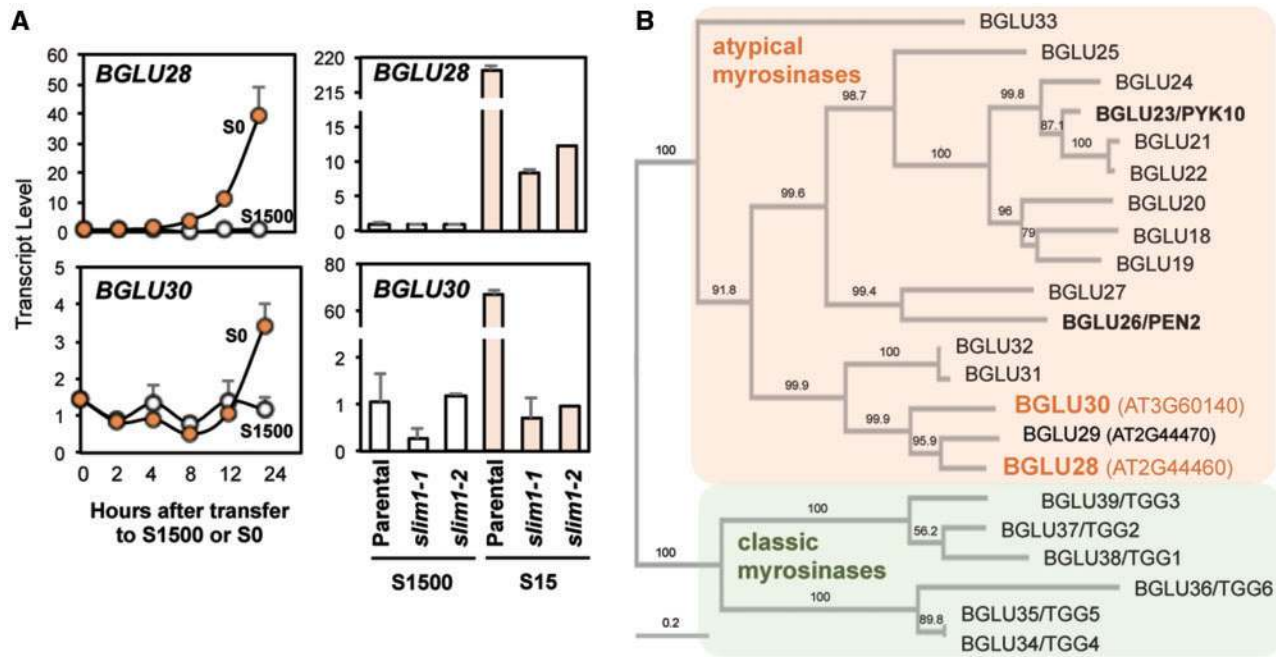 A
60
50
40
30
20
10
0
BGLU28
S0
S1500
220
215
10
5
1
0
BGLU28
Transcript Level
5
4
3
2
1
0
BGLU30
S0
S1500
0 2 4 8 12 24
Hours after transfer
to S1500 or S0
80
60
2
1
0
BGLU30
Parental
slim1-1
slim1-2
Parental
slim1-1
slim1-2
S1500
S15
B
atypical
myrosinases
BGLU33
BGLU25
BGLU24
BGLU23/PYK10
BGLU21
BGLU22
BGLU20
BGLU18
BGLU19
BGLU27
BGLU26/PEN2
BGLU32
BGLU31
BGLU30 (AT3G60140)
BGLU29 (AT2G44470)
BGLU28 (AT2G44460)
100
98.7
99.8
87.1
100
100
99.6
96
79
99.4
91.8
100
99.9
99.9
95.9
classic
myrosinases
BGLU39/TGG3
BGLU37/TGG2
BGLU38/TGG1
BGLU36/TGG6
BGLU35/TGG5
BGLU34/TGG4
100
56.2
100
100
89.8
0.2